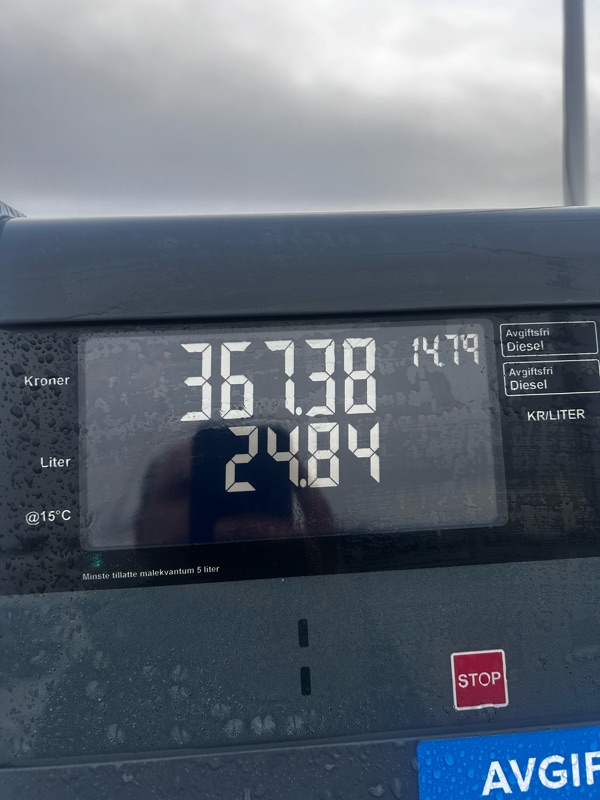 Kroner 367.38 14.79
Avgiftsfri
Diesel
Avgiftsfri
Diesel
KR/LITER
Liter 24.84
@15°C
Minste tillatte målekvantum 5 liter
STOP
AVGIF